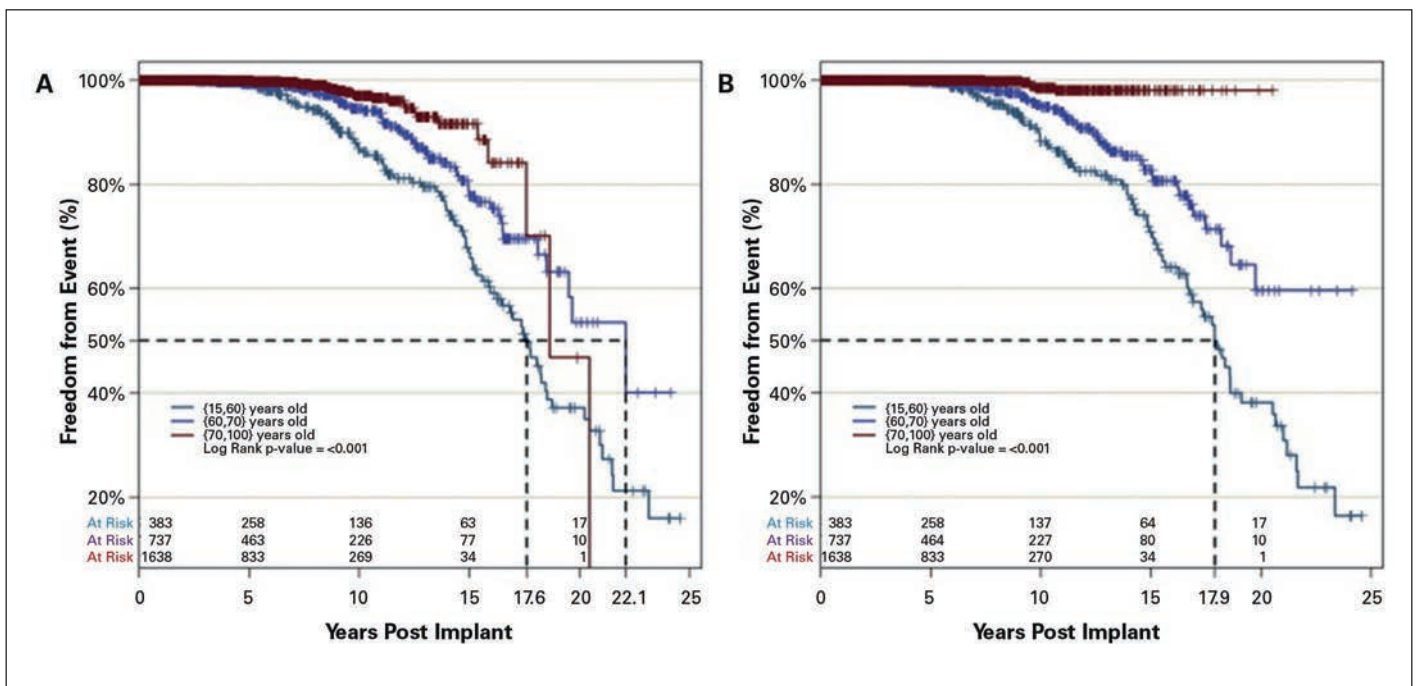 A
Freedom from Event (%)
100%
80%
60%
50%
40%
20%
{15,60} years old
{60,70} years old
{70,100} years old
Log Rank p-value = <0.001
At Risk 383 258 136 63 17
At Risk 737 463 226 77 10
At Risk 1638 833 269 34 1
0 5 10 15 17.6 20 22.1 25
Years Post Implant
B
Freedom from Event (%)
100%
80%
60%
50%
40%
20%
{15,60} years old
{60,70} years old
{70,100} years old
Log Rank p-value = <0.001
At Risk 383 258 137 64 17
At Risk 737 464 227 80 10
At Risk 1638 833 270 34 1
0 5 10 15 17.9 20 25
Years Post Implant